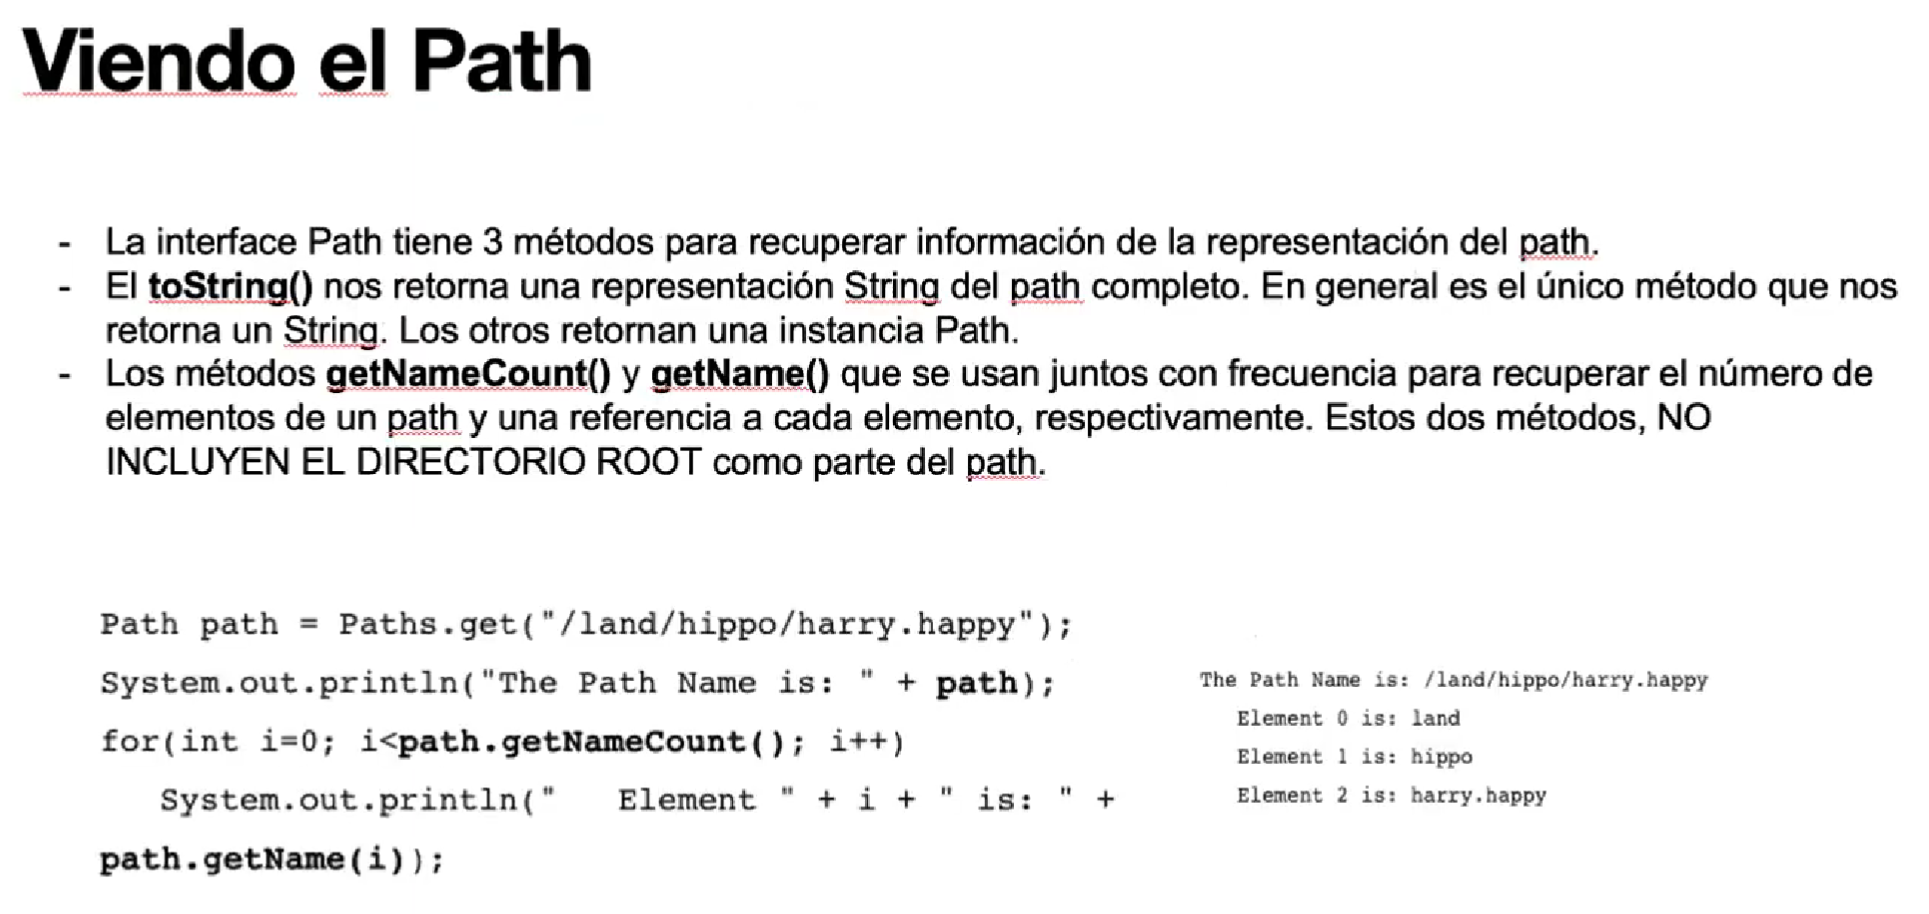 Viendo el Path
- La interface Path tiene 3 métodos para recuperar información de la representación del path.
- El toString() nos retorna una representación String del path completo. En general es el único método que nos
retorna un String. Los otros retornan una instancia Path.
- Los métodos getNameCount() y getName() que se usan juntos con frecuencia para recuperar el número de
elementos de un path y una referencia a cada elemento, respectivamente. Estos dos métodos, NO
INCLUYEN EL DIRECTORIO ROOT como parte del path.
Path path = Paths.get("/land/hippo/harry.happy");
System.out.println("The Path Name is: " + path);
for(int i=0; i<path.getNameCount(); i++)
   System.out.println("   Element " + i + " is: " +
path.getName(i));
The Path Name is: /land/hippo/harry.happy
   Element 0 is: land
   Element 1 is: hippo
   Element 2 is: harry.happy